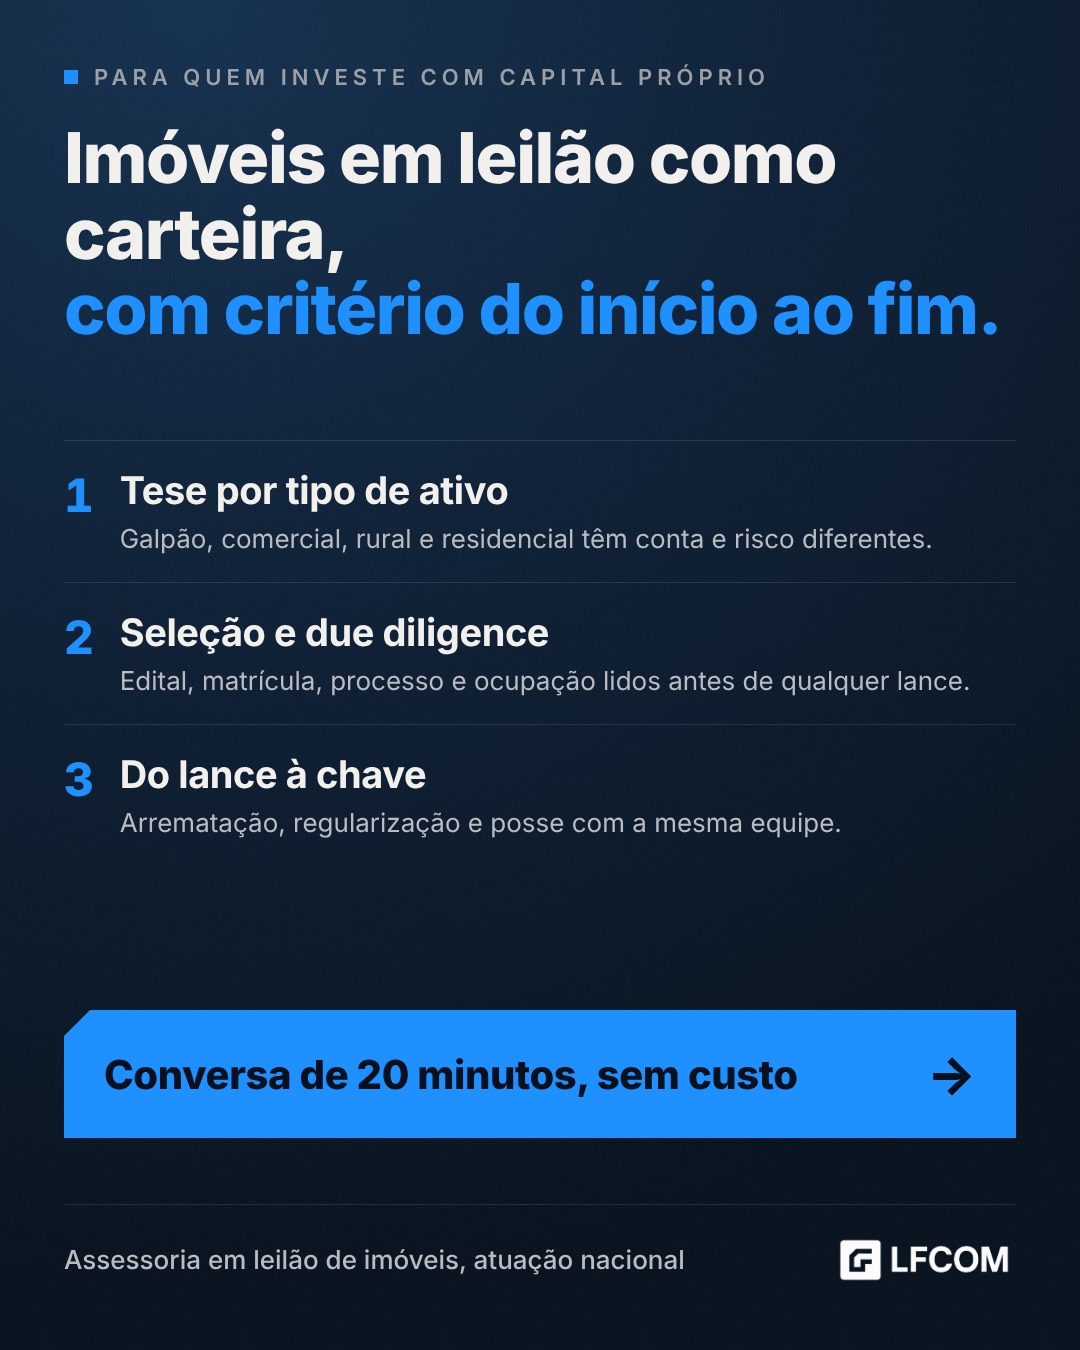 PARA QUEM INVESTE COM CAPITAL PRÓPRIO
Imóveis em leilão como
carteira,
com critério do início ao fim.
1 Tese por tipo de ativo
Galpão, comercial, rural e residencial têm conta e risco diferentes.
2 Seleção e due diligence
Edital, matrícula, processo e ocupação lidos antes de qualquer lance.
3 Do lance à chave
Arrematação, regularização e posse com a mesma equipe.
Conversa de 20 minutos, sem custo →
Assessoria em leilão de imóveis, atuação nacional
LFCOM